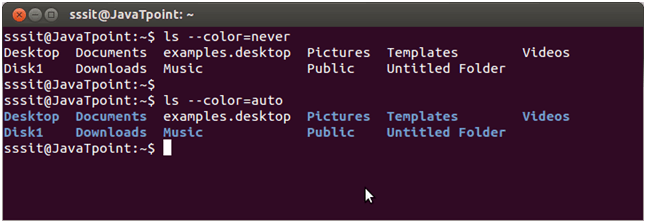 sssit@JavaTpoint: ~
sssit@JavaTpoint:~$ ls --color=never
Desktop  Documents  examples.desktop  Pictures  Templates        Videos
Disk1    Downloads  Music             Public    Untitled Folder
sssit@JavaTpoint:~$
sssit@JavaTpoint:~$ ls --color=auto
Desktop  Documents  examples.desktop  Pictures  Templates        Videos
Disk1    Downloads  Music             Public    Untitled Folder
sssit@JavaTpoint:~$